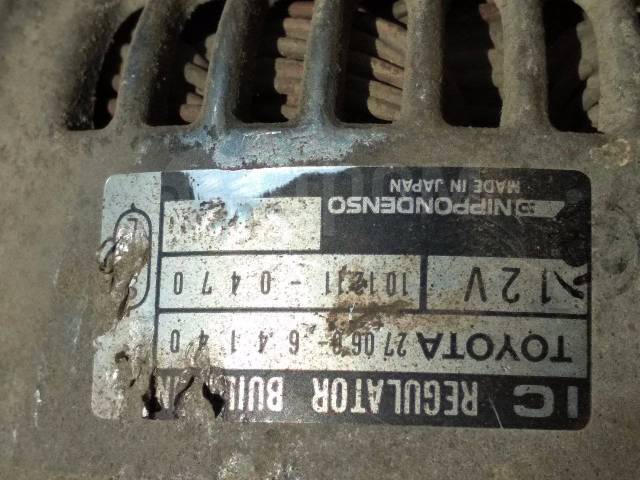 IC REGULATOR BUILT IN
TOYOTA 27060-64140
12V 101211-0470
NIPPONDENSO
MADE IN JAPAN